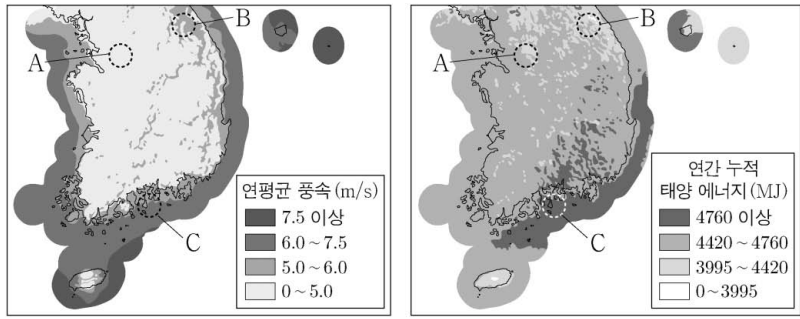 A
B
C
연평균 풍속(m/s)
7.5 이상
6.0~7.5
5.0~6.0
0~5.0
A
B
C
연간 누적
태양 에너지(MJ)
4760 이상
4420~4760
3995~4420
0~3995